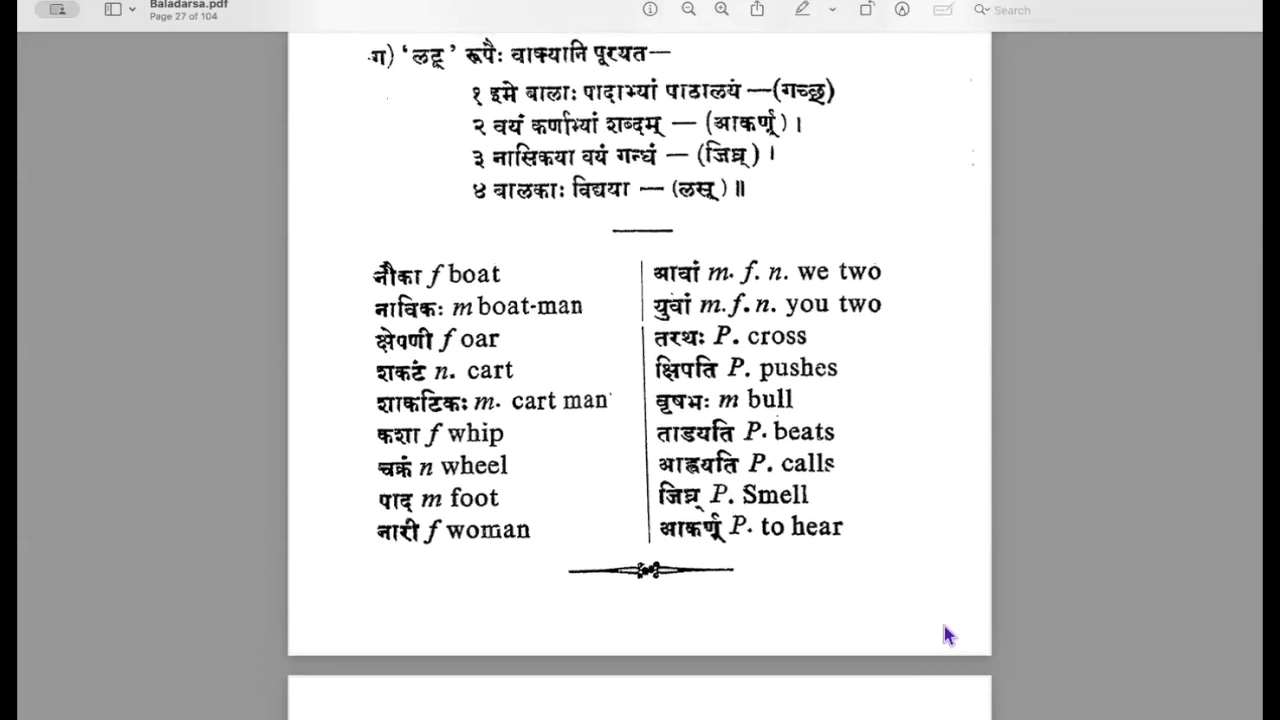 Baladarsa.pdf
Page 27 of 104
Search
ग) ‘लट्’ रूपैः वाक्यानि पूरयत—
१ इमे बालाः पादाभ्यां पाठालयं —(गच्छ्)
२ वयं कर्णाभ्यां शब्दम् — (आकर्ण्) ।
३ नासिकया वयं गन्धं — (जिघ्र्) ।
४ बालकाः विद्यया — (लस्) ॥
नौका f boat
नाविकः m boat-man
क्षेपणी f oar
शकटं n. cart
शाकटिकः m. cart man
कशा f whip
चक्रं n wheel
पाद m foot
नारी f woman
आवां m. f. n. we two
युवां m. f. n. you two
तरथः P. cross
क्षिपति P. pushes
वृषभः m bull
ताडयति P. beats
आह्वयति P. calls
जिघ्र् P. Smell
आकर्ण् P. to hear